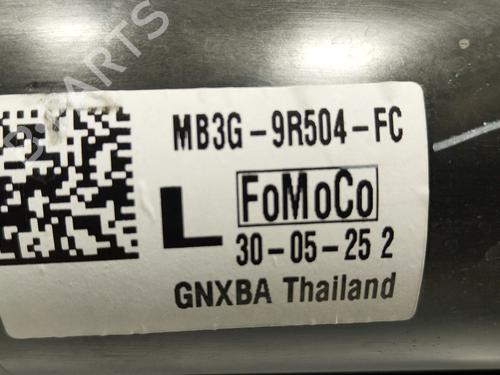 MB3G-9R504-FC
L FoMoCo
30-05-25 2
GNXBA Thailand